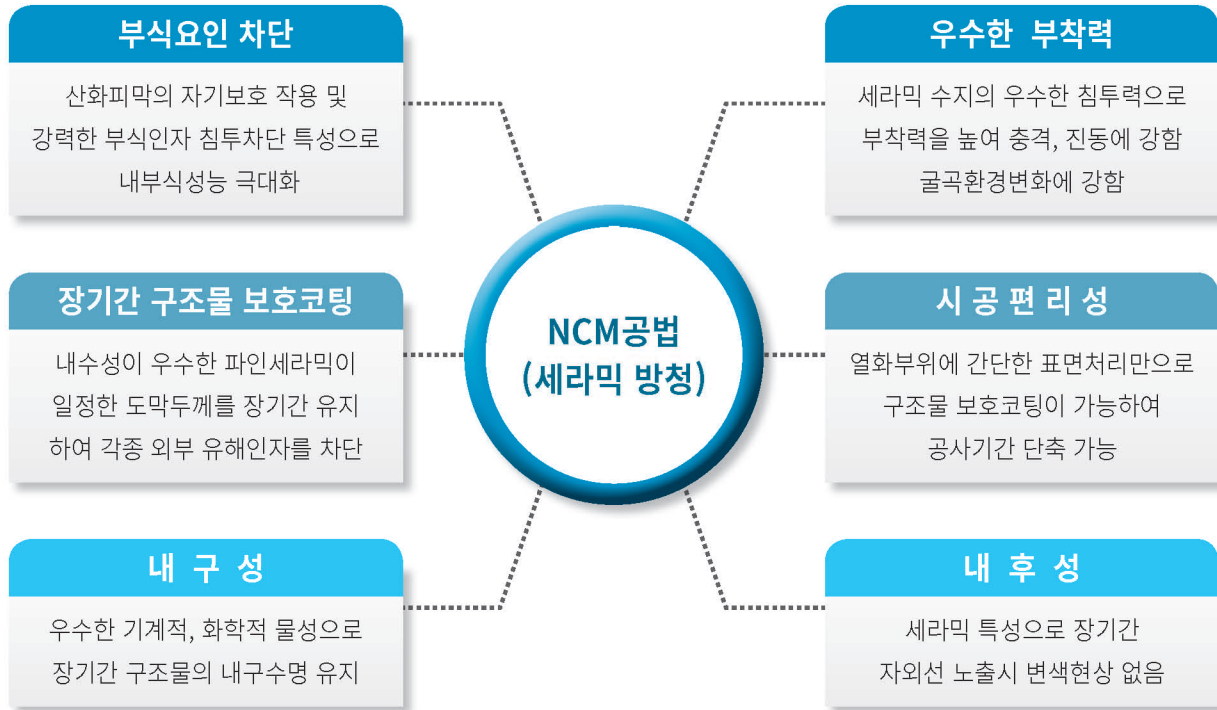 부식요인 차단
산화피막의 자기보호 작용 및
강력한 부식인자 침투차단 특성으로
내부식성능 극대화
우수한 부착력
세라믹 수지의 우수한 침투력으로
부착력을 높여 충격, 진동에 강함
굴곡환경변화에 강함
장기간 구조물 보호코팅
내수성이 우수한 파인세라믹이
일정한 도막두께를 장기간 유지
하여 각종 외부 유해인자를 차단
NCM공법
(세라믹 방청)
시 공 편 리 성
열화부위에 간단한 표면처리만으로
구조물 보호코팅이 가능하여
공사기간 단축 가능
내 구 성
우수한 기계적, 화학적 물성으로
장기간 구조물의 내구수명 유지
내 후 성
세라믹 특성으로 장기간
자외선 노출시 변색현상 없음